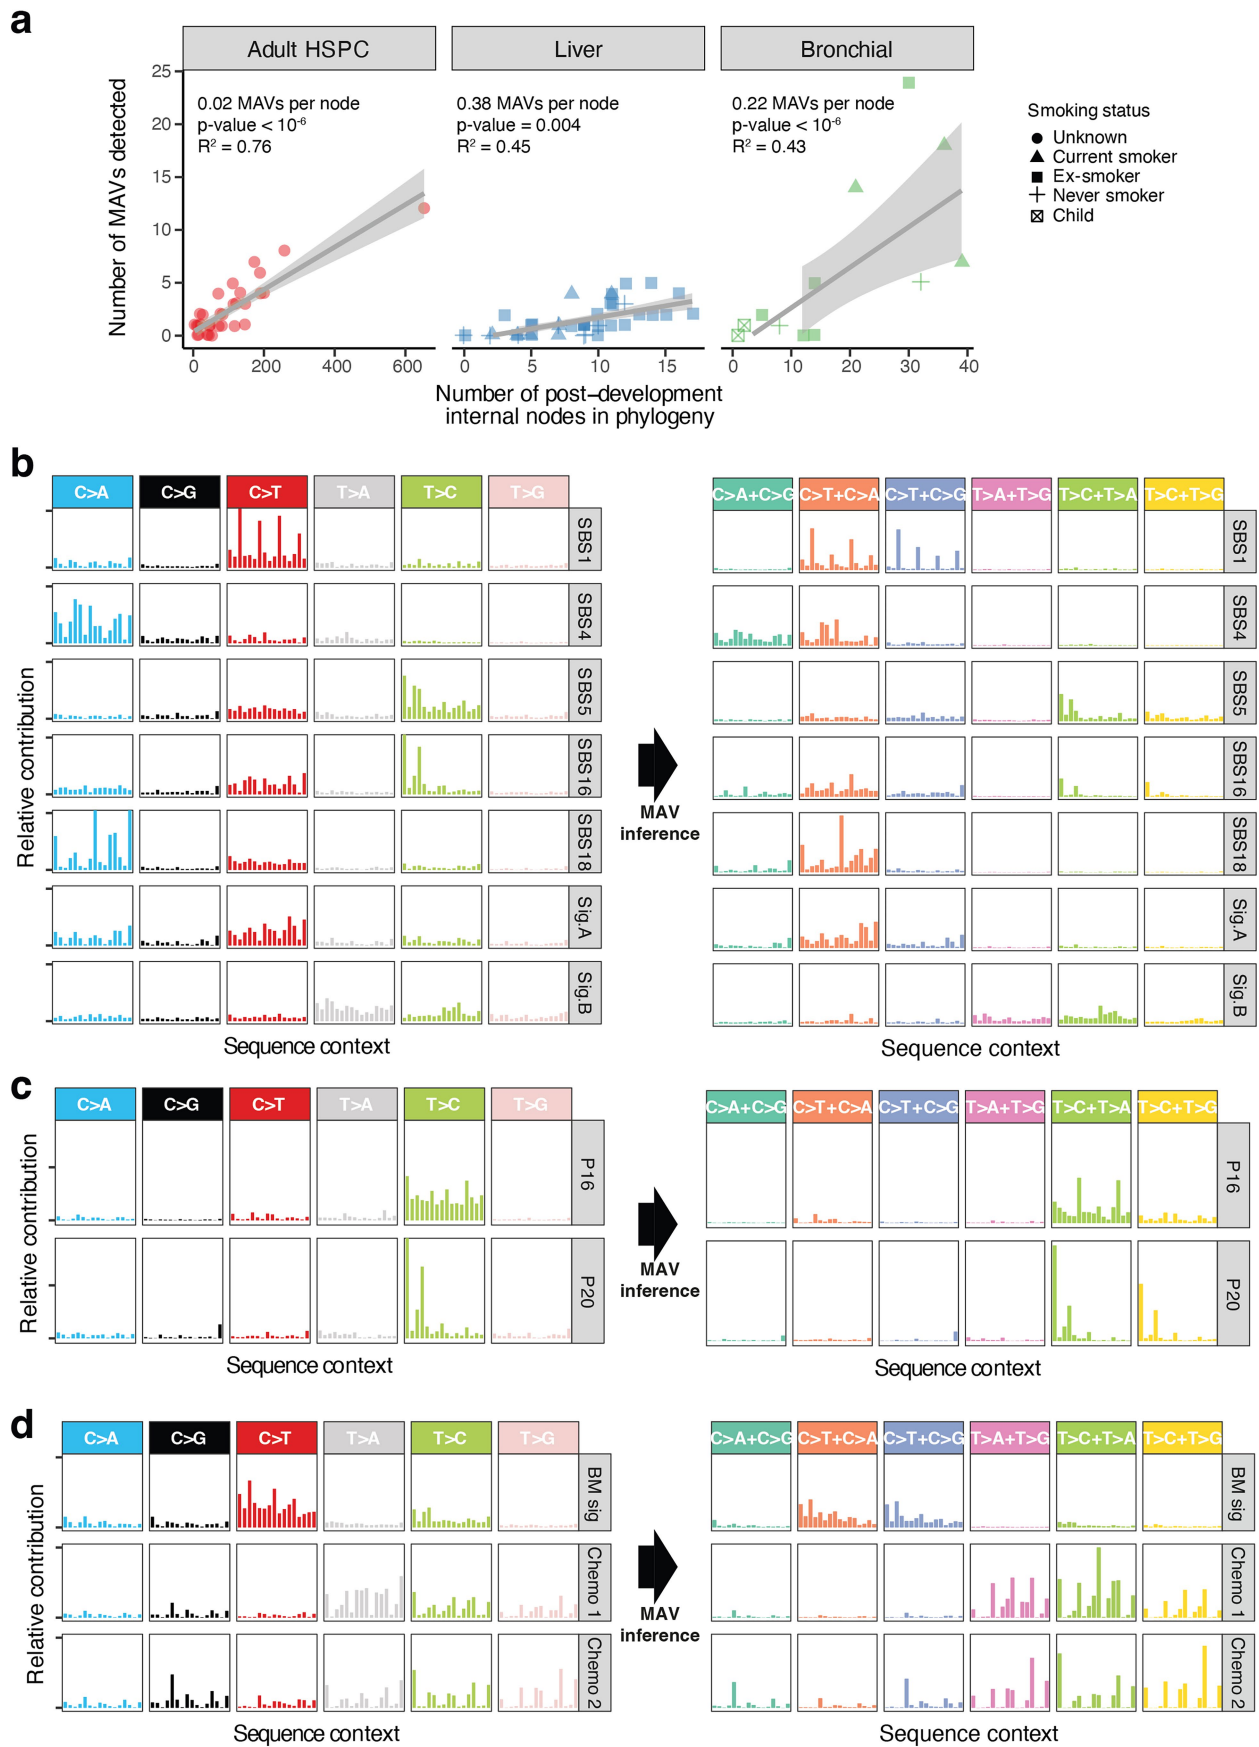 a
Adult HSPC
Liver
Bronchial
Number of MAVs detected
25
20
15
10
5
0
0.02 MAVs per node
p-value < 10⁻⁶
R² = 0.76
0.38 MAVs per node
p-value = 0.004
R² = 0.45
0.22 MAVs per node
p-value < 10⁻⁶
R² = 0.43
0 200 400 600
0 5 10 15
0 10 20 30 40
Number of post–development
internal nodes in phylogeny
Smoking status
Unknown
Current smoker
Ex-smoker
Never smoker
Child
b
C>A C>G C>T T>A T>C T>G
Relative contribution
SBS1
SBS4
SBS5
SBS16
SBS18
Sig.A
Sig.B
Sequence context
MAV
inference
C>A+C>G C>T+C>A C>T+C>G T>A+T>G T>C+T>A T>C+T>G
SBS1
SBS4
SBS5
SBS16
SBS18
Sig.A
Sig.B
Sequence context
c
C>A C>G C>T T>A T>C T>G
Relative contribution
P16
P20
Sequence context
MAV
inference
C>A+C>G C>T+C>A C>T+C>G T>A+T>G T>C+T>A T>C+T>G
P16
P20
Sequence context
d
C>A C>G C>T T>A T>C T>G
Relative contribution
BM sig
Chemo 1
Chemo 2
Sequence context
MAV
inference
C>A+C>G C>T+C>A C>T+C>G T>A+T>G T>C+T>A T>C+T>G
BM sig
Chemo 1
Chemo 2
Sequence context